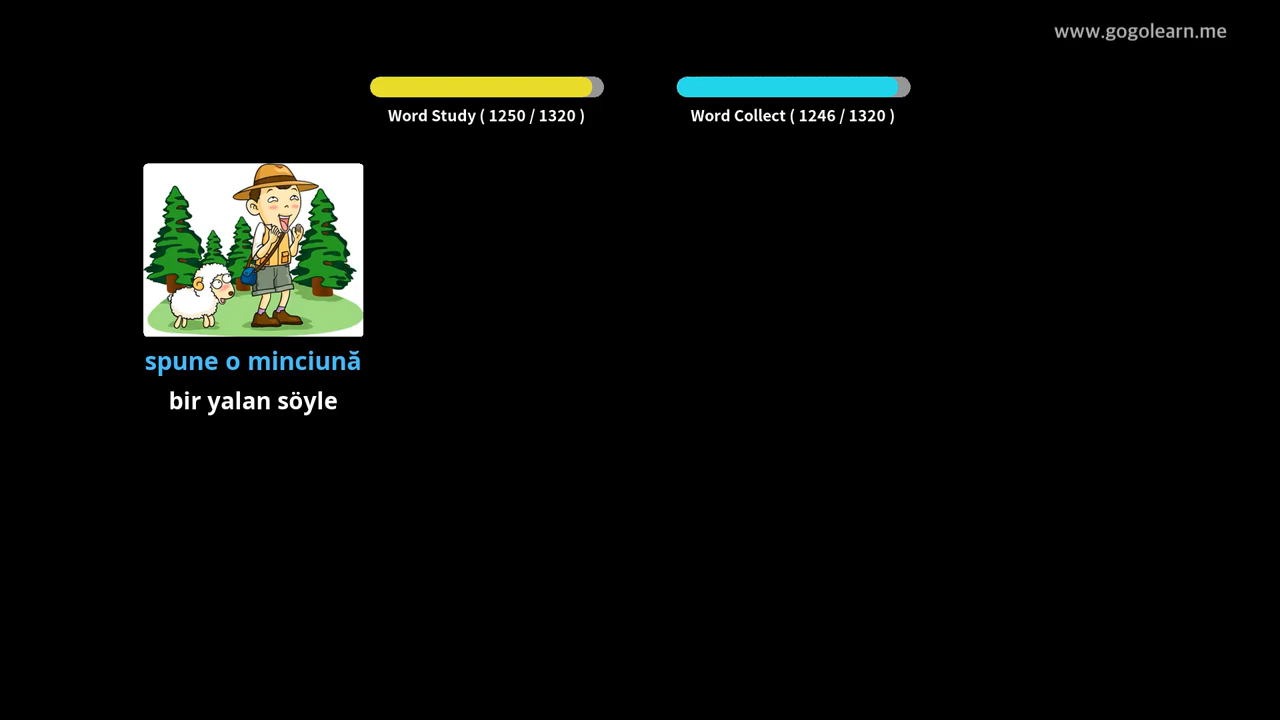 www.gogolearn.me
Word Study ( 1250 / 1320 )
Word Collect ( 1246 / 1320 )
spune o minciună
bir yalan söyle